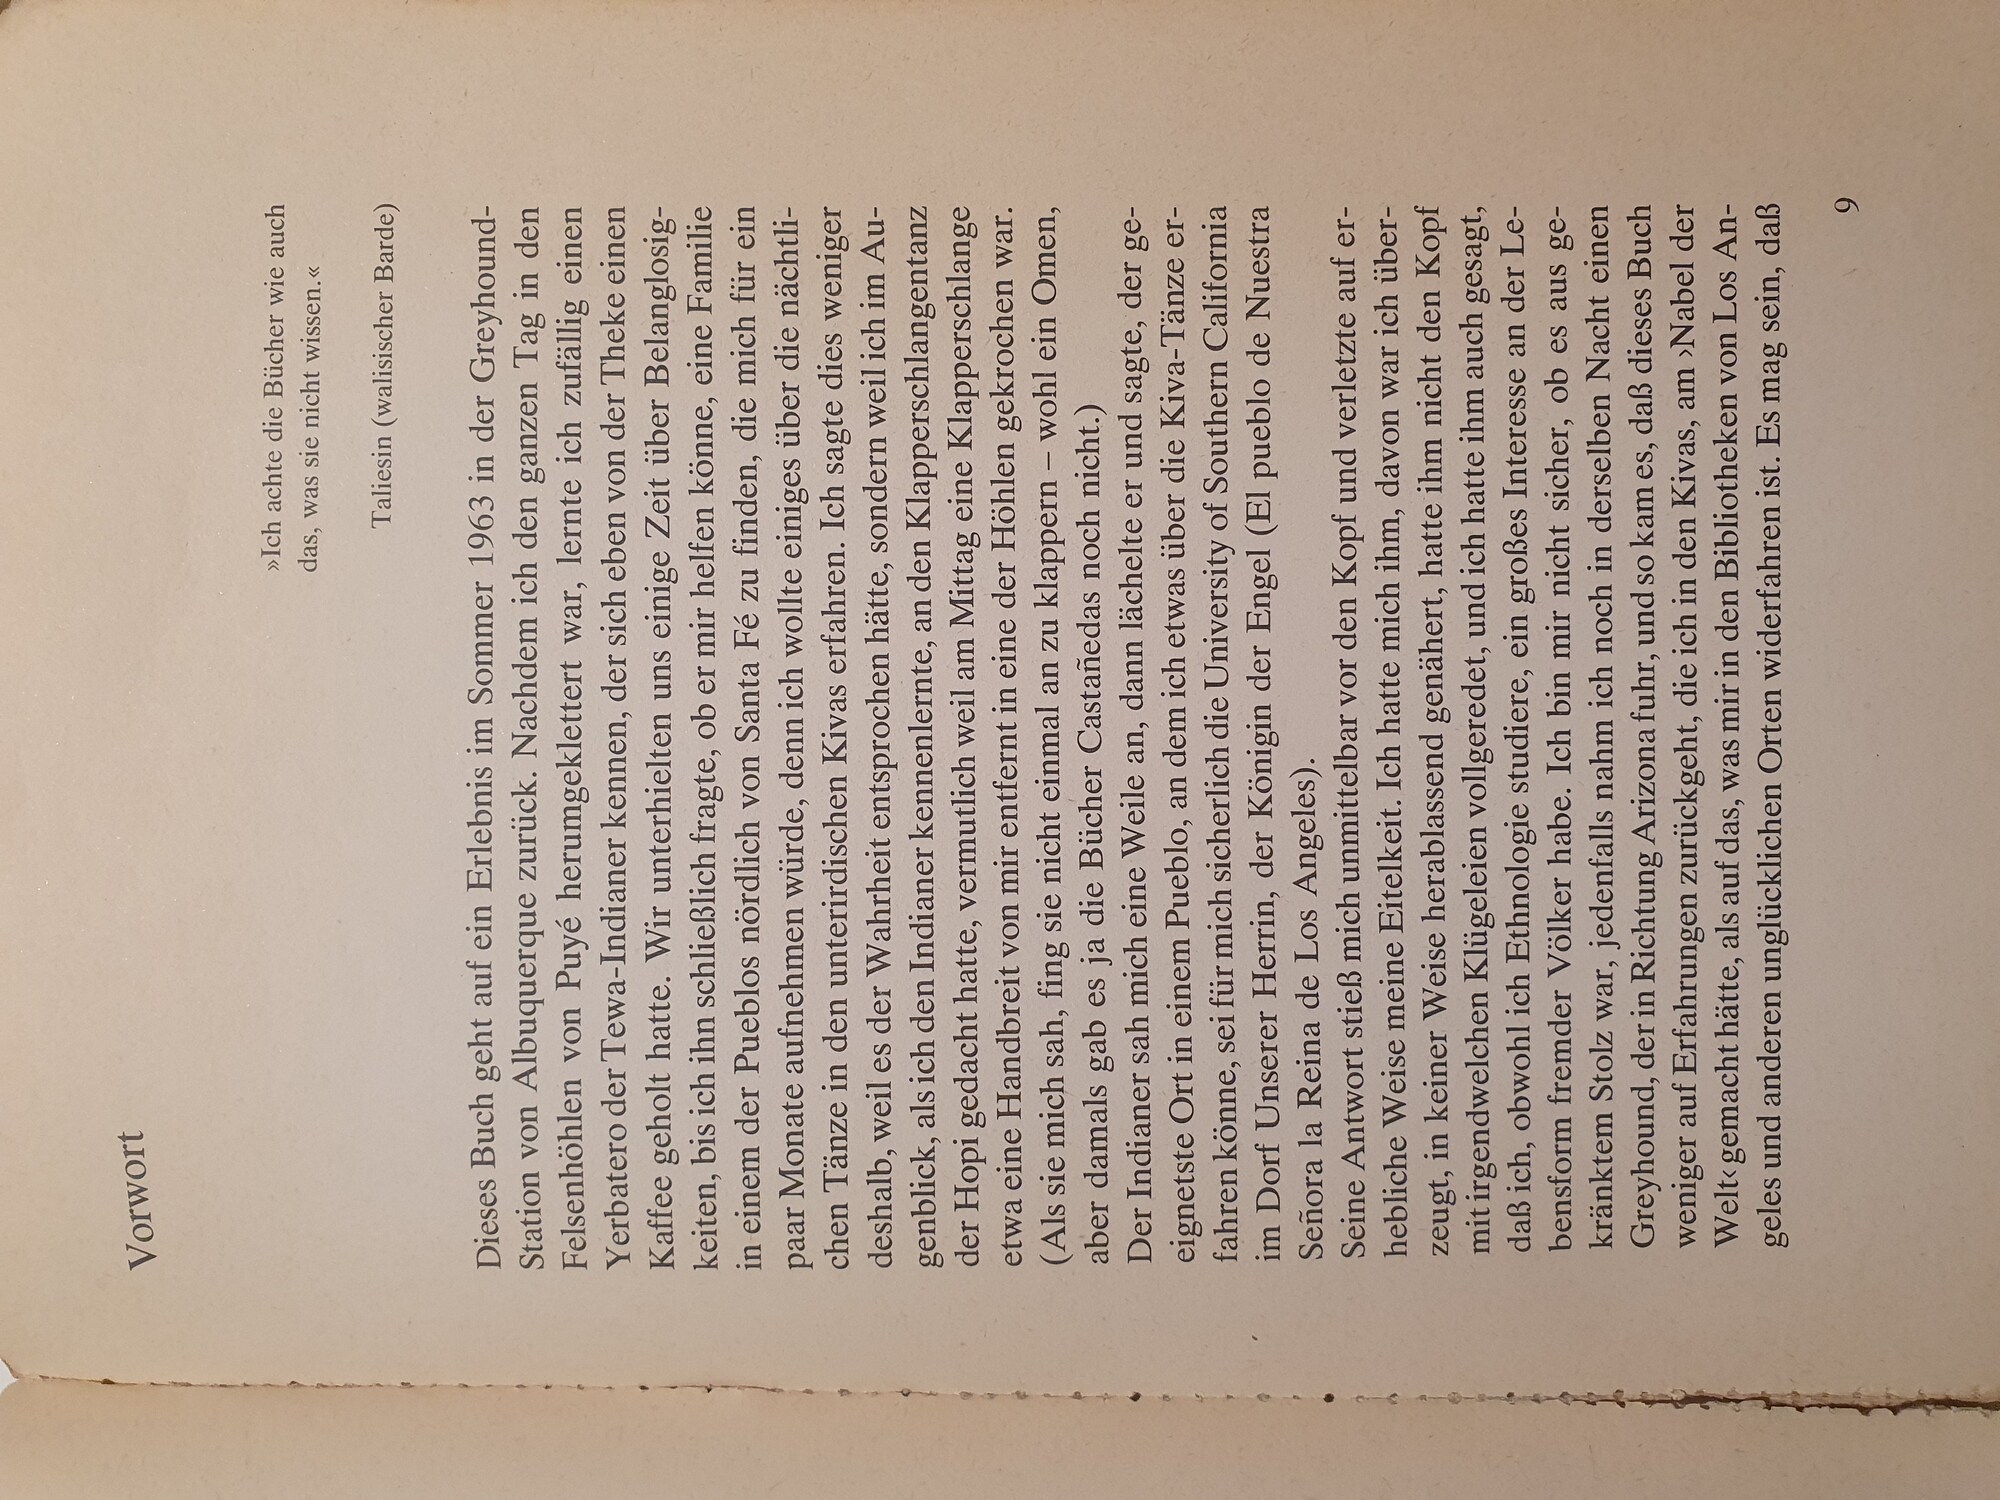 Vorwort
»Ich achte die Bücher wie auch
das, was sie nicht wissen.«
Taliesin (walisischer Barde)
Dieses Buch geht auf ein Erlebnis im Sommer 1963 in der Greyhound-
Station von Albuquerque zurück. Nachdem ich den ganzen Tag in den
Felsenhöhlen von Puyé herumgeklettert war, lernte ich zufällig einen
Yerbatero der Tewa-Indianer kennen, der sich eben von der Theke einen
Kaffee geholt hatte. Wir unterhielten uns einige Zeit über Belanglosig-
keiten, bis ich ihn schließlich fragte, ob er mir helfen könne, eine Familie
in einem der Pueblos nördlich von Santa Fé zu finden, die mich für ein
paar Monate aufnehmen würde, denn ich wollte einiges über die nächtli-
chen Tänze in den unterirdischen Kivas erfahren. Ich sagte dies weniger
deshalb, weil es der Wahrheit entsprochen hätte, sondern weil ich im Au-
genblick, als ich den Indianer kennenlernte, an den Klapperschlangentanz
der Hopi gedacht hatte, vermutlich weil am Mittag eine Klapperschlange
etwa eine Handbreit von mir entfernt in eine der Höhlen gekrochen war.
(Als sie mich sah, fing sie nicht einmal an zu klappern – wohl ein Omen,
aber damals gab es ja die Bücher Castañedas noch nicht.)
Der Indianer sah mich eine Weile an, dann lächelte er und sagte, der ge-
eignetste Ort in einem Pueblo, an dem ich etwas über die Kiva-Tänze er-
fahren könne, sei für mich sicherlich die University of Southern California
im Dorf Unserer Herrin, der Königin der Engel (El pueblo de Nuestra
Señora la Reina de Los Angeles).
Seine Antwort stieß mich unmittelbar vor den Kopf und verletzte auf er-
hebliche Weise meine Eitelkeit. Ich hatte mich ihm, davon war ich über-
zeugt, in keiner Weise herablassend genähert, hatte ihm nicht den Kopf
mit irgendwelchen Klügeleien vollgeredet, und ich hatte ihm auch gesagt,
daß ich, obwohl ich Ethnologie studiere, ein großes Interesse an der Le-
bensform fremder Völker habe. Ich bin mir nicht sicher, ob es aus ge-
kränktem Stolz war, jedenfalls nahm ich noch in derselben Nacht einen
Greyhound, der in Richtung Arizona fuhr, und so kam es, daß dieses Buch
weniger auf Erfahrungen zurückgeht, die ich in den Kivas, am ›Nabel der
Welt‹ gemacht hätte, als auf das, was mir in den Bibliotheken von Los An-
geles und anderen unglücklichen Orten widerfahren ist. Es mag sein, daß
9